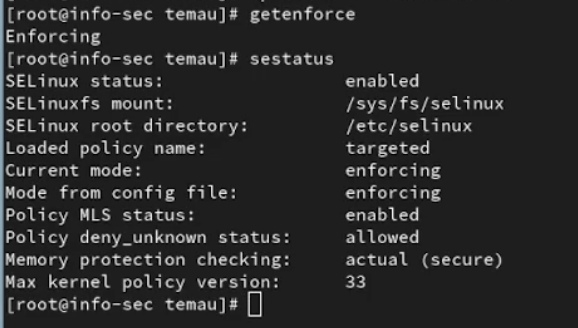 [root@info-sec temau]# getenforce
Enforcing
[root@info-sec temau]# sestatus
SELinux status:                 enabled
SELinuxfs mount:                /sys/fs/selinux
SELinux root directory:         /etc/selinux
Loaded policy name:             targeted
Current mode:                   enforcing
Mode from config file:          enforcing
Policy MLS status:              enabled
Policy deny_unknown status:     allowed
Memory protection checking:     actual (secure)
Max kernel policy version:      33
[root@info-sec temau]#